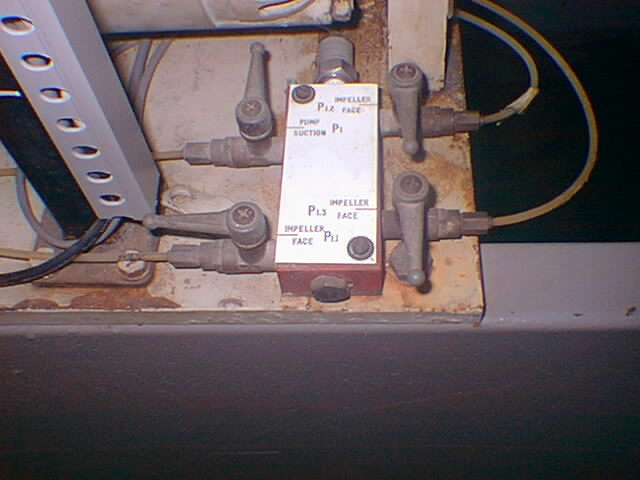 IMPELLER
P1.2 FACE
PUMP
SUCTION P1
IMPELLER
P1.3 FACE
IMPELLER
FACE P1.1